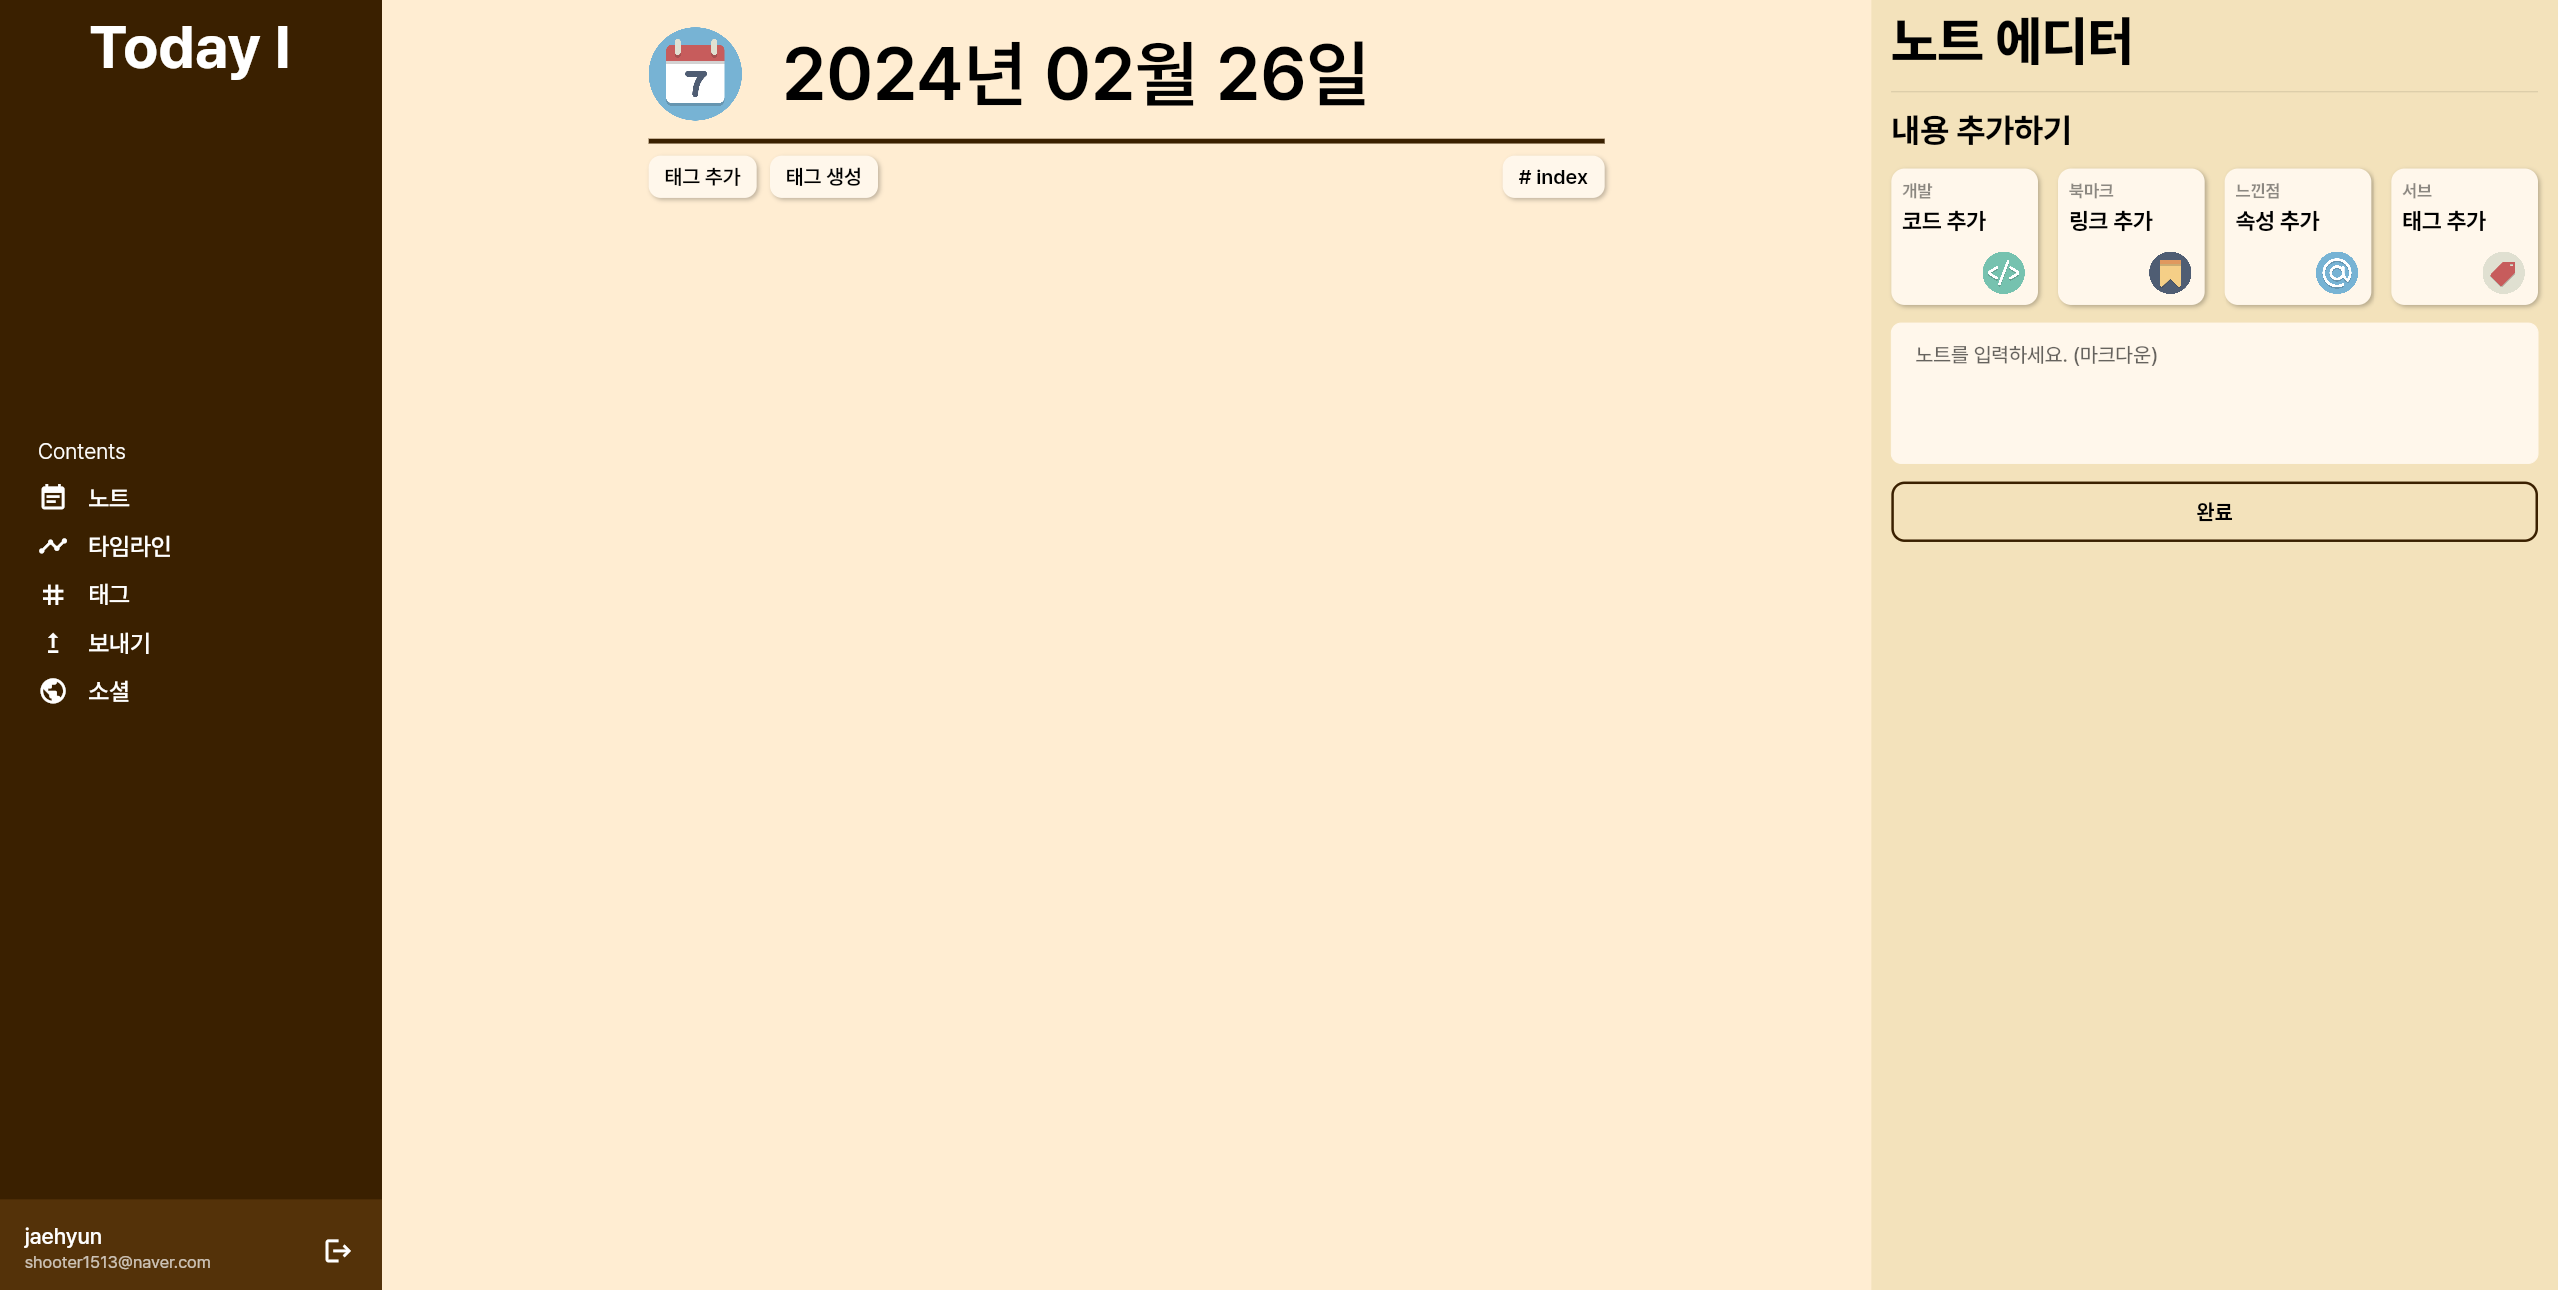 Today I
Contents
노트
타임라인
태그
보내기
소셜
jaehyun
shooter1513@naver.com
7
2024년 02월 26일
태그 추가
태그 생성
# index
노트 에디터
내용 추가하기
개발
코드 추가
</>
북마크
링크 추가
느낀점
속성 추가
@
서브
태그 추가
노트를 입력하세요. (마크다운)
완료